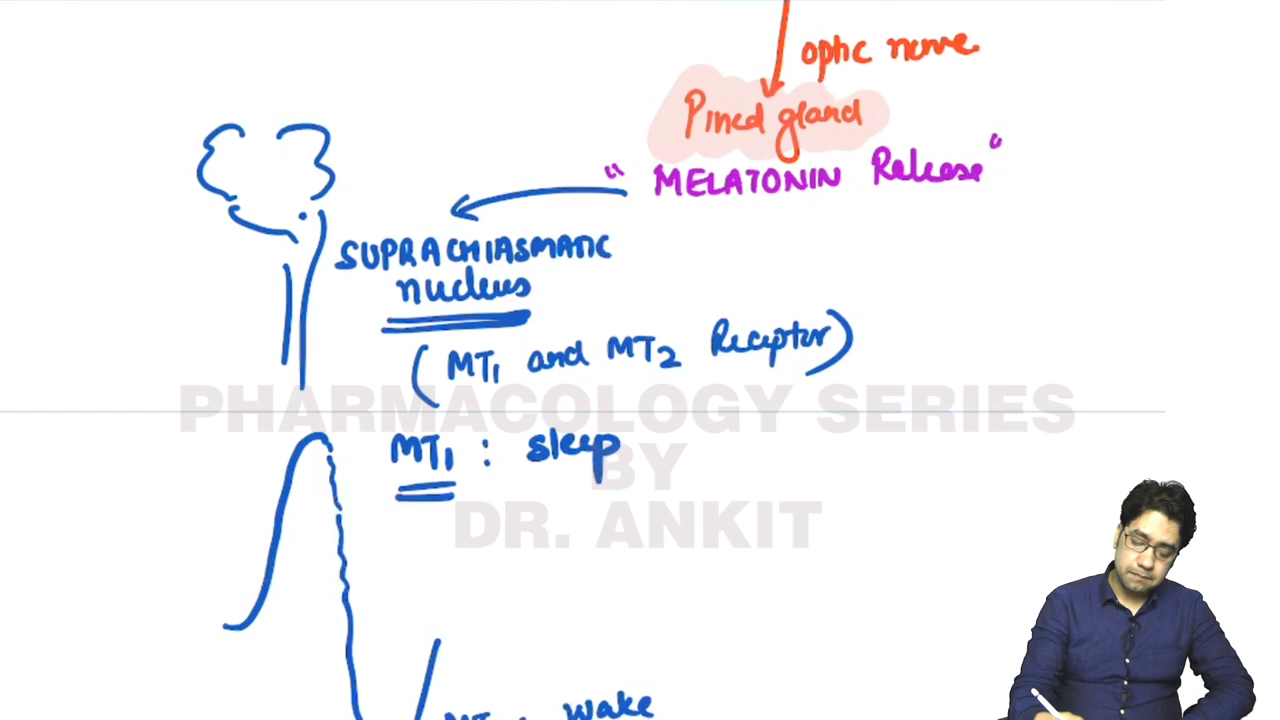 optic nerve
Pineal gland
" MELATONIN Release "
SUPRACHIASMATIC
nucleus
( MT1 and MT2 Receptor )
PHARMACOLOGY SERIES
MT1 : sleep
BY
DR. ANKIT
: Wake